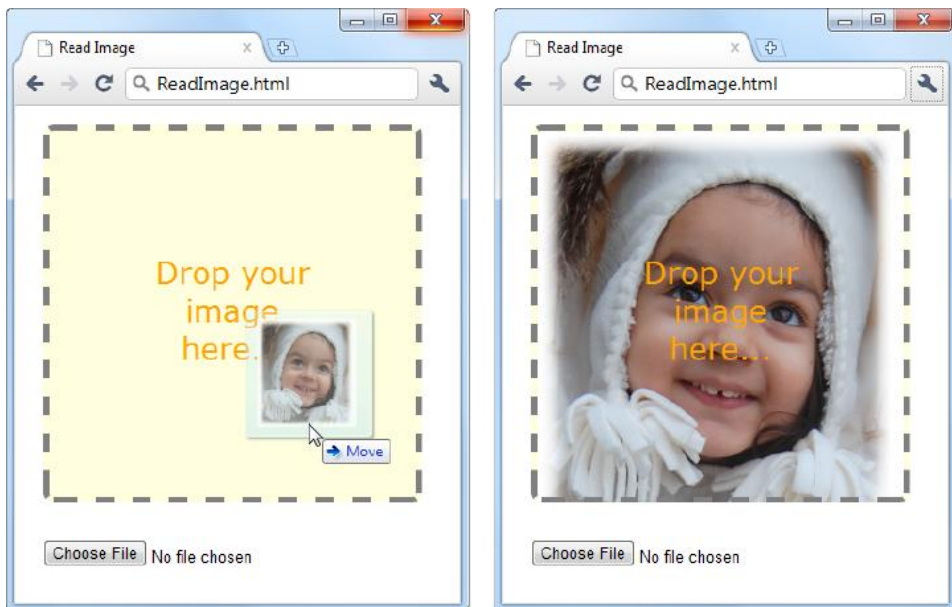 Read Image
ReadImage.html
Drop your
image
here...
Move
Choose File No file chosen
Read Image
ReadImage.html
Drop your
image
here...
Choose File No file chosen